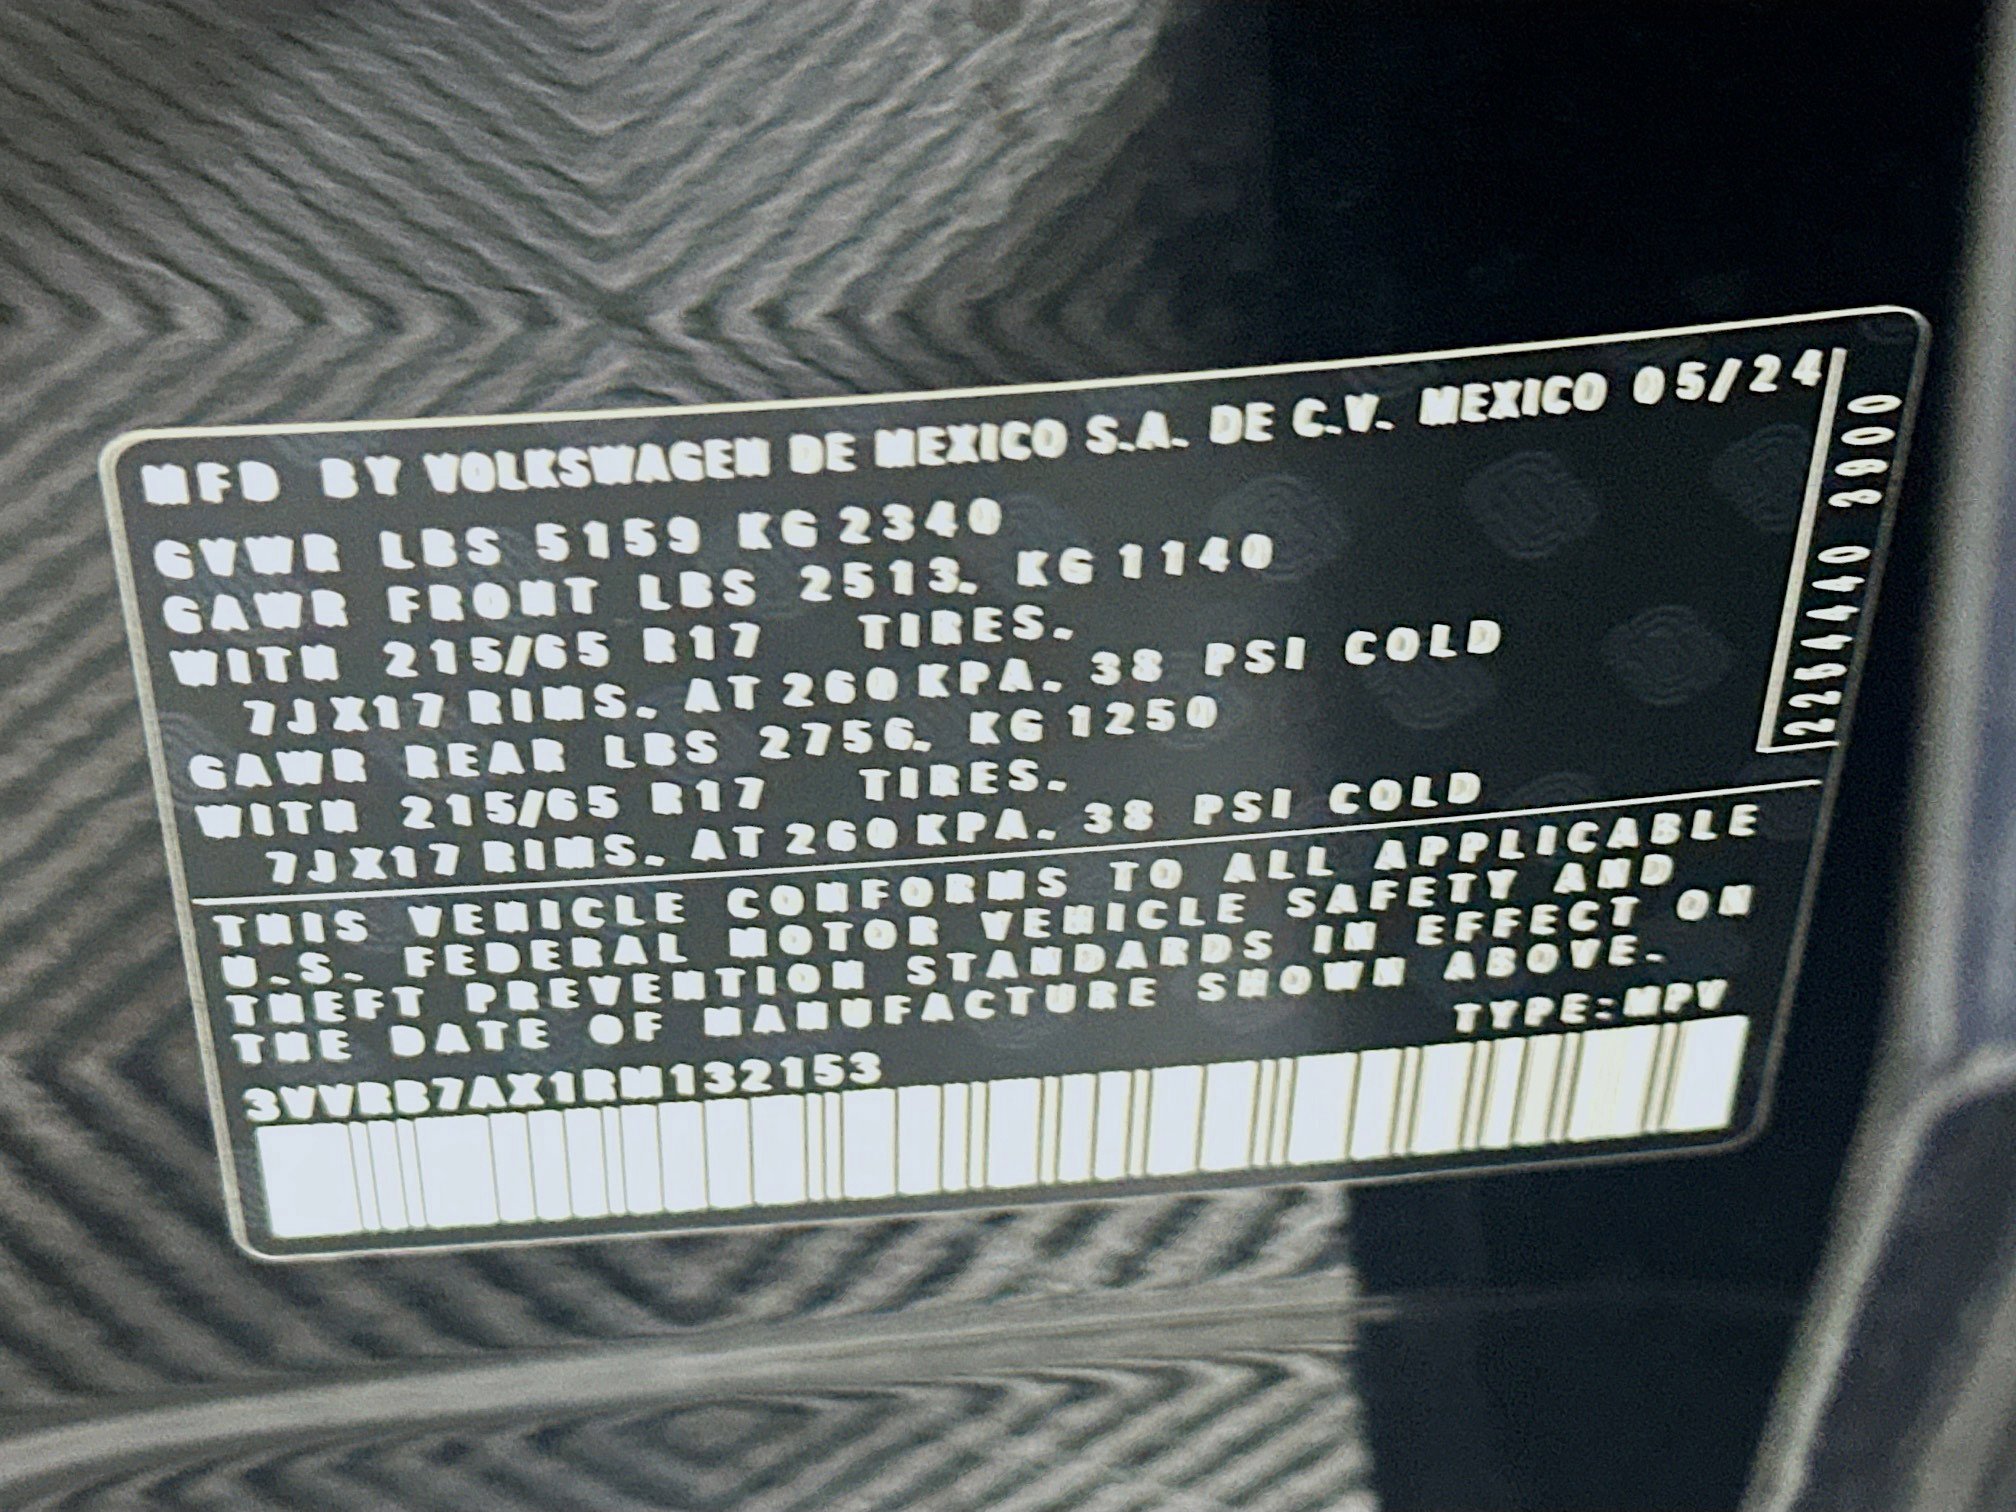 MFD BY VOLKSWAGEN DE MEXICO S.A. DE C.V. MEXICO 05/24
GVWR LBS 5159 KG 2340
GAWR FRONT LBS 2513. KG 1140
WITH 215/65 R17 TIRES.
7JX17 RIMS. AT 260 KPA. 38 PSI COLD
GAWR REAR LBS 2756. KG 1250
WITH 215/65 R17 TIRES.
7JX17 RIMS. AT 260 KPA. 38 PSI COLD
2264440 3900
THIS VEHICLE CONFORMS TO ALL APPLICABLE
U.S. FEDERAL MOTOR VEHICLE SAFETY AND
THEFT PREVENTION STANDARDS IN EFFECT ON
THE DATE OF MANUFACTURE SHOWN ABOVE.
TYPE:MPV
3VVRB7AX1RM132153